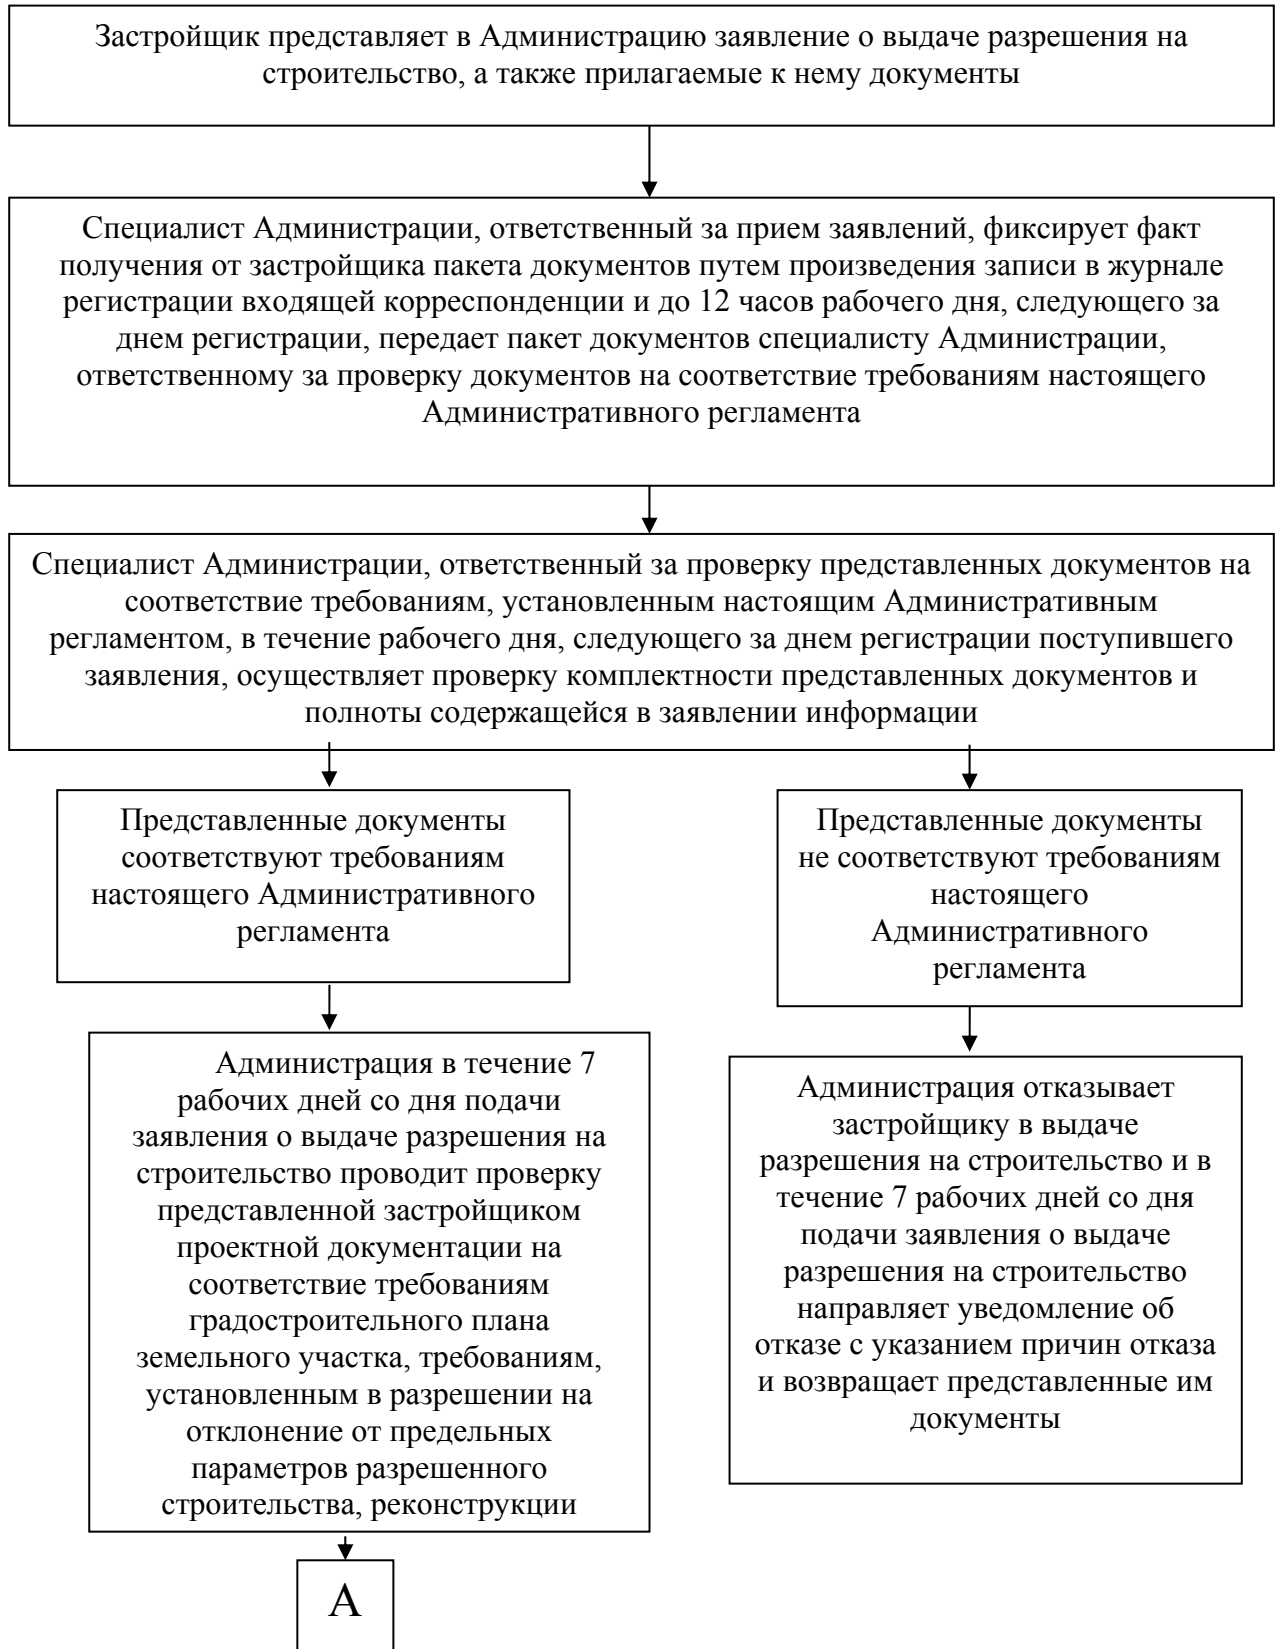 Застройщик представляет в Администрацию заявление о выдаче разрешения на
строительство, а также прилагаемые к нему документы
Специалист Администрации, ответственный за прием заявлений, фиксирует факт
получения от застройщика пакета документов путем произведения записи в журнале
регистрации входящей корреспонденции и до 12 часов рабочего дня, следующего за
днем регистрации, передает пакет документов специалисту Администрации,
ответственному за проверку документов на соответствие требованиям настоящего
Административного регламента
Специалист Администрации, ответственный за проверку представленных документов на
соответствие требованиям, установленным настоящим Административным
регламентом, в течение рабочего дня, следующего за днем регистрации поступившего
заявления, осуществляет проверку комплектности представленных документов и
полноты содержащейся в заявлении информации
Представленные документы
соответствуют требованиям
настоящего Административного
регламента
Представленные документы
не соответствуют требованиям
настоящего
Административного
регламента
Администрация в течение 7
рабочих дней со дня подачи
заявления о выдаче разрешения на
строительство проводит проверку
представленной застройщиком
проектной документации на
соответствие требованиям
градостроительного плана
земельного участка, требованиям,
установленным в разрешении на
отклонение от предельных
параметров разрешенного
строительства, реконструкции
Администрация отказывает
застройщику в выдаче
разрешения на строительство и в
течение 7 рабочих дней со дня
подачи заявления о выдаче
разрешения на строительство
направляет уведомление об
отказе с указанием причин отказа
и возвращает представленные им
документы
А